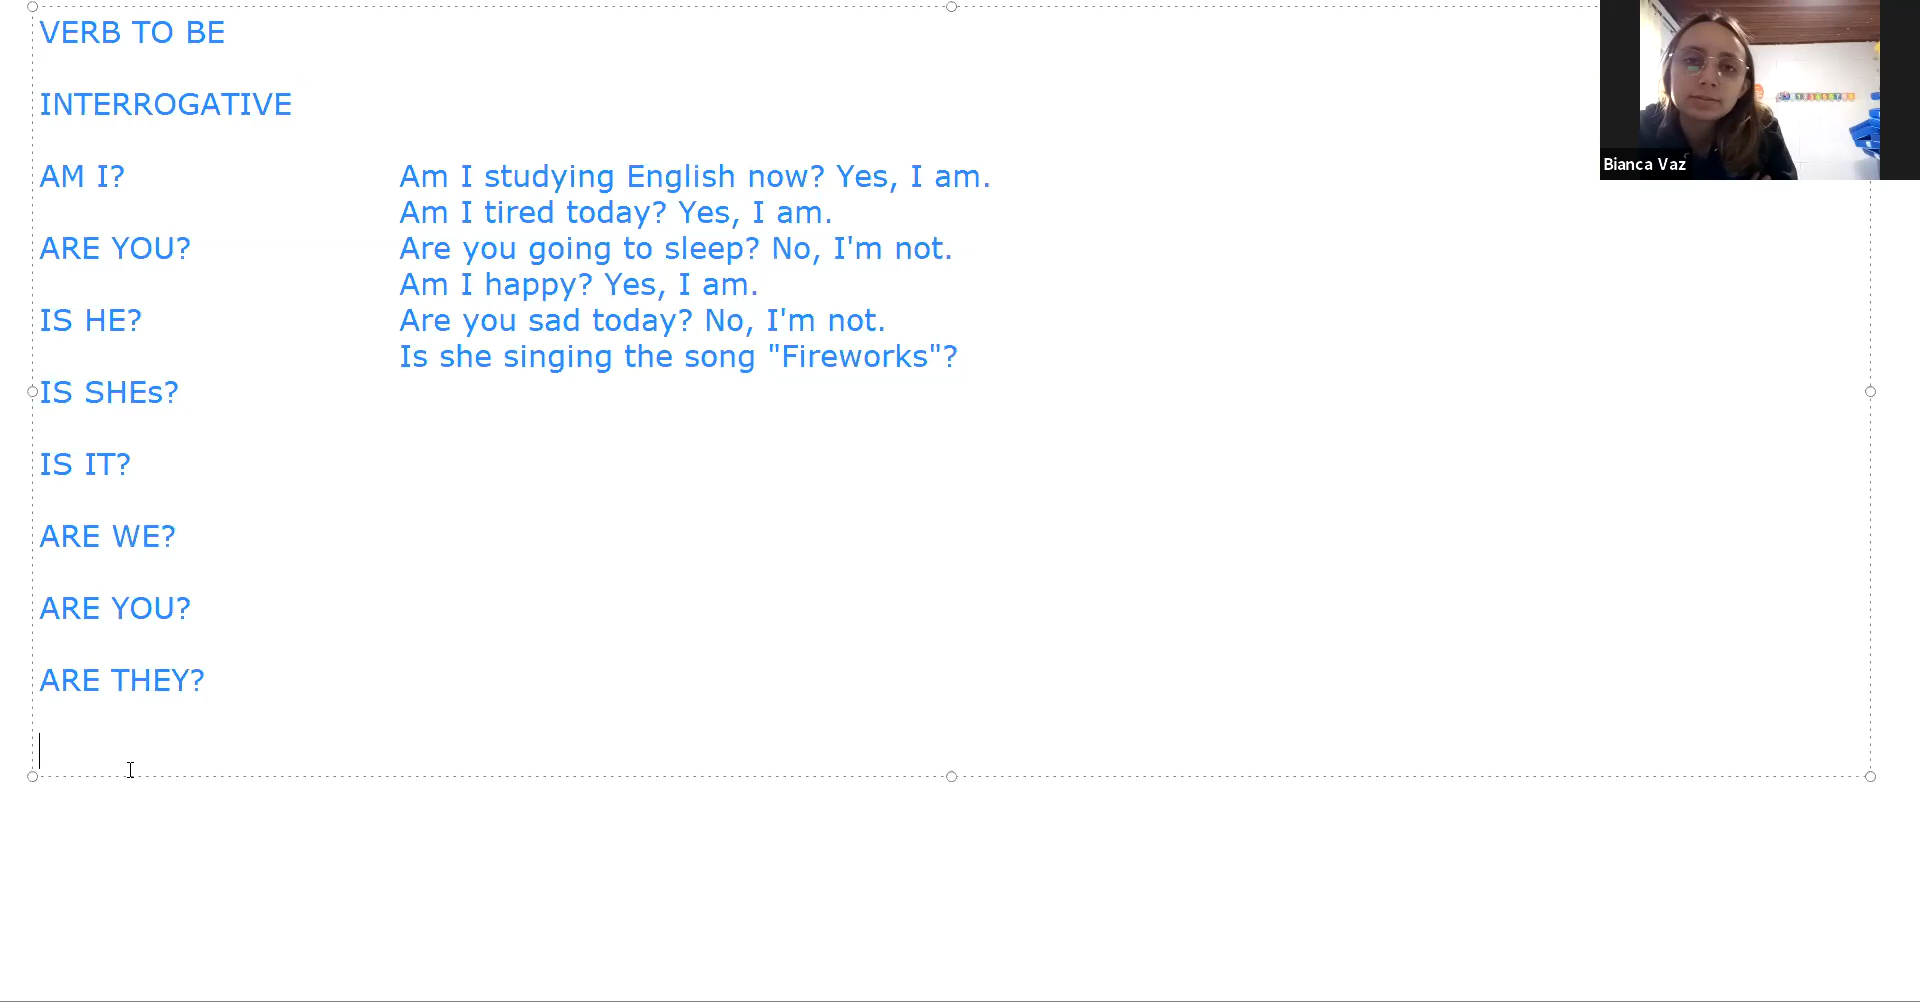 VERB TO BE
INTERROGATIVE
AM I? Am I studying English now? Yes, I am.
Am I tired today? Yes, I am.
ARE YOU? Are you going to sleep? No, I'm not.
Am I happy? Yes, I am.
IS HE? Are you sad today? No, I'm not.
Is she singing the song "Fireworks"?
IS SHEs?
IS IT?
ARE WE?
ARE YOU?
ARE THEY?
Bianca Vaz